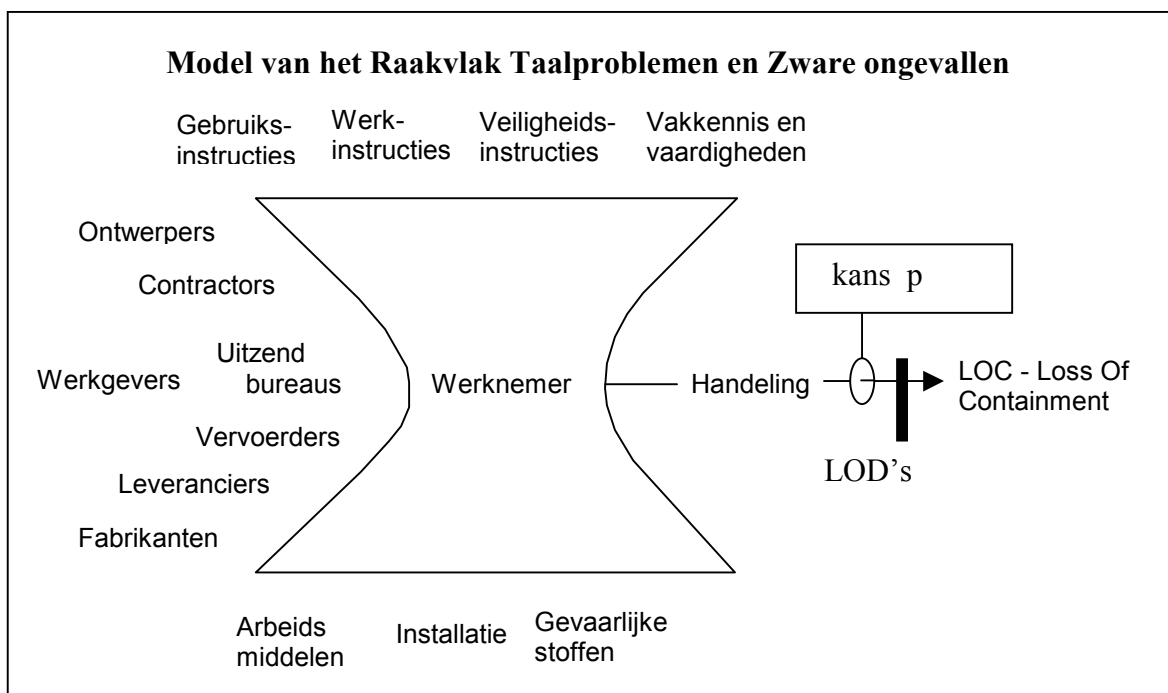 Model van het Raakvlak Taalproblemen en Zware ongevallen
Gebruiks-
instructies
Werk-
instructies
Veiligheids-
instructies
Vakkennis en
vaardigheden
Ontwerpers
Contractors
Werkgevers
Uitzend
bureaus
Vervoerders
Leveranciers
Fabrikanten
Werknemer
Handeling
kans p
LOD’s
LOC - Loss Of
Containment
Arbeids
middelen
Installatie
Gevaarlijke
stoffen